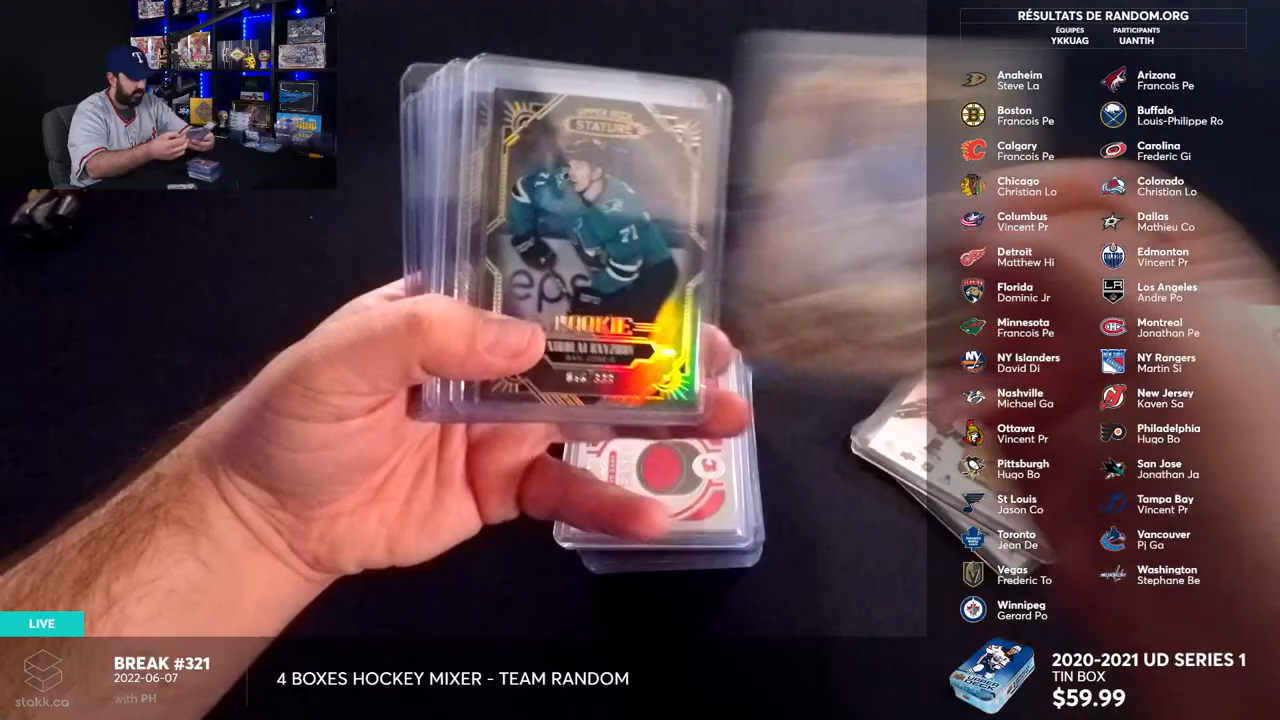 RÉSULTATS DE RANDOM.ORG
ÉQUIPES
YKKUAG
PARTICIPANTS
UANTIH
Anaheim
Steve La
Arizona
Francois Pe
Boston
Francois Pe
Buffalo
Louis-Philippe Ro
Calgary
Francois Pe
Carolina
Frederic Gi
Chicago
Christian Lo
Colorado
Christian Lo
Columbus
Vincent Pr
Dallas
Mathieu Co
Detroit
Matthew Hi
Edmonton
Vincent Pr
Florida
Dominic Jr
Los Angeles
Andre Po
Minnesota
Francois Pe
Montreal
Jonathan Pe
NY Islanders
David Di
NY Rangers
Martin Si
Nashville
Michael Ga
New Jersey
Kaven Sa
Ottawa
Vincent Pr
Philadelphia
Hugo Bo
Pittsburgh
Hugo Bo
San Jose
Jonathan Ja
St Louis
Jason Co
Tampa Bay
Vincent Pr
Toronto
Jean De
Vancouver
Pj Ga
Vegas
Frederic To
Washington
Stephane Be
Winnipeg
Gerard Po
UPPER DECK
STATURE
71
ROOKIE
LIVE
stakk.ca
BREAK #321
2022-06-07
with PH
4 BOXES HOCKEY MIXER - TEAM RANDOM
2020-2021 UD SERIES 1
TIN BOX
$59.99